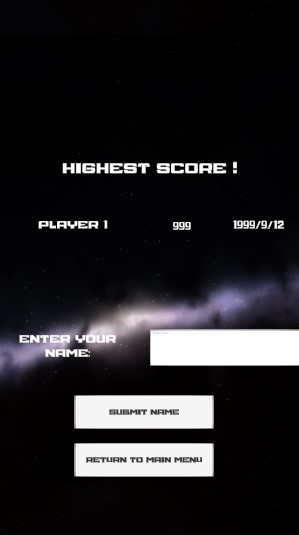 HIGHEST SCORE !
PLAYER 1 999 1999/9/12
ENTER YOUR
NAME:
SUBMIT NAME
RETURN TO MAIN MENU